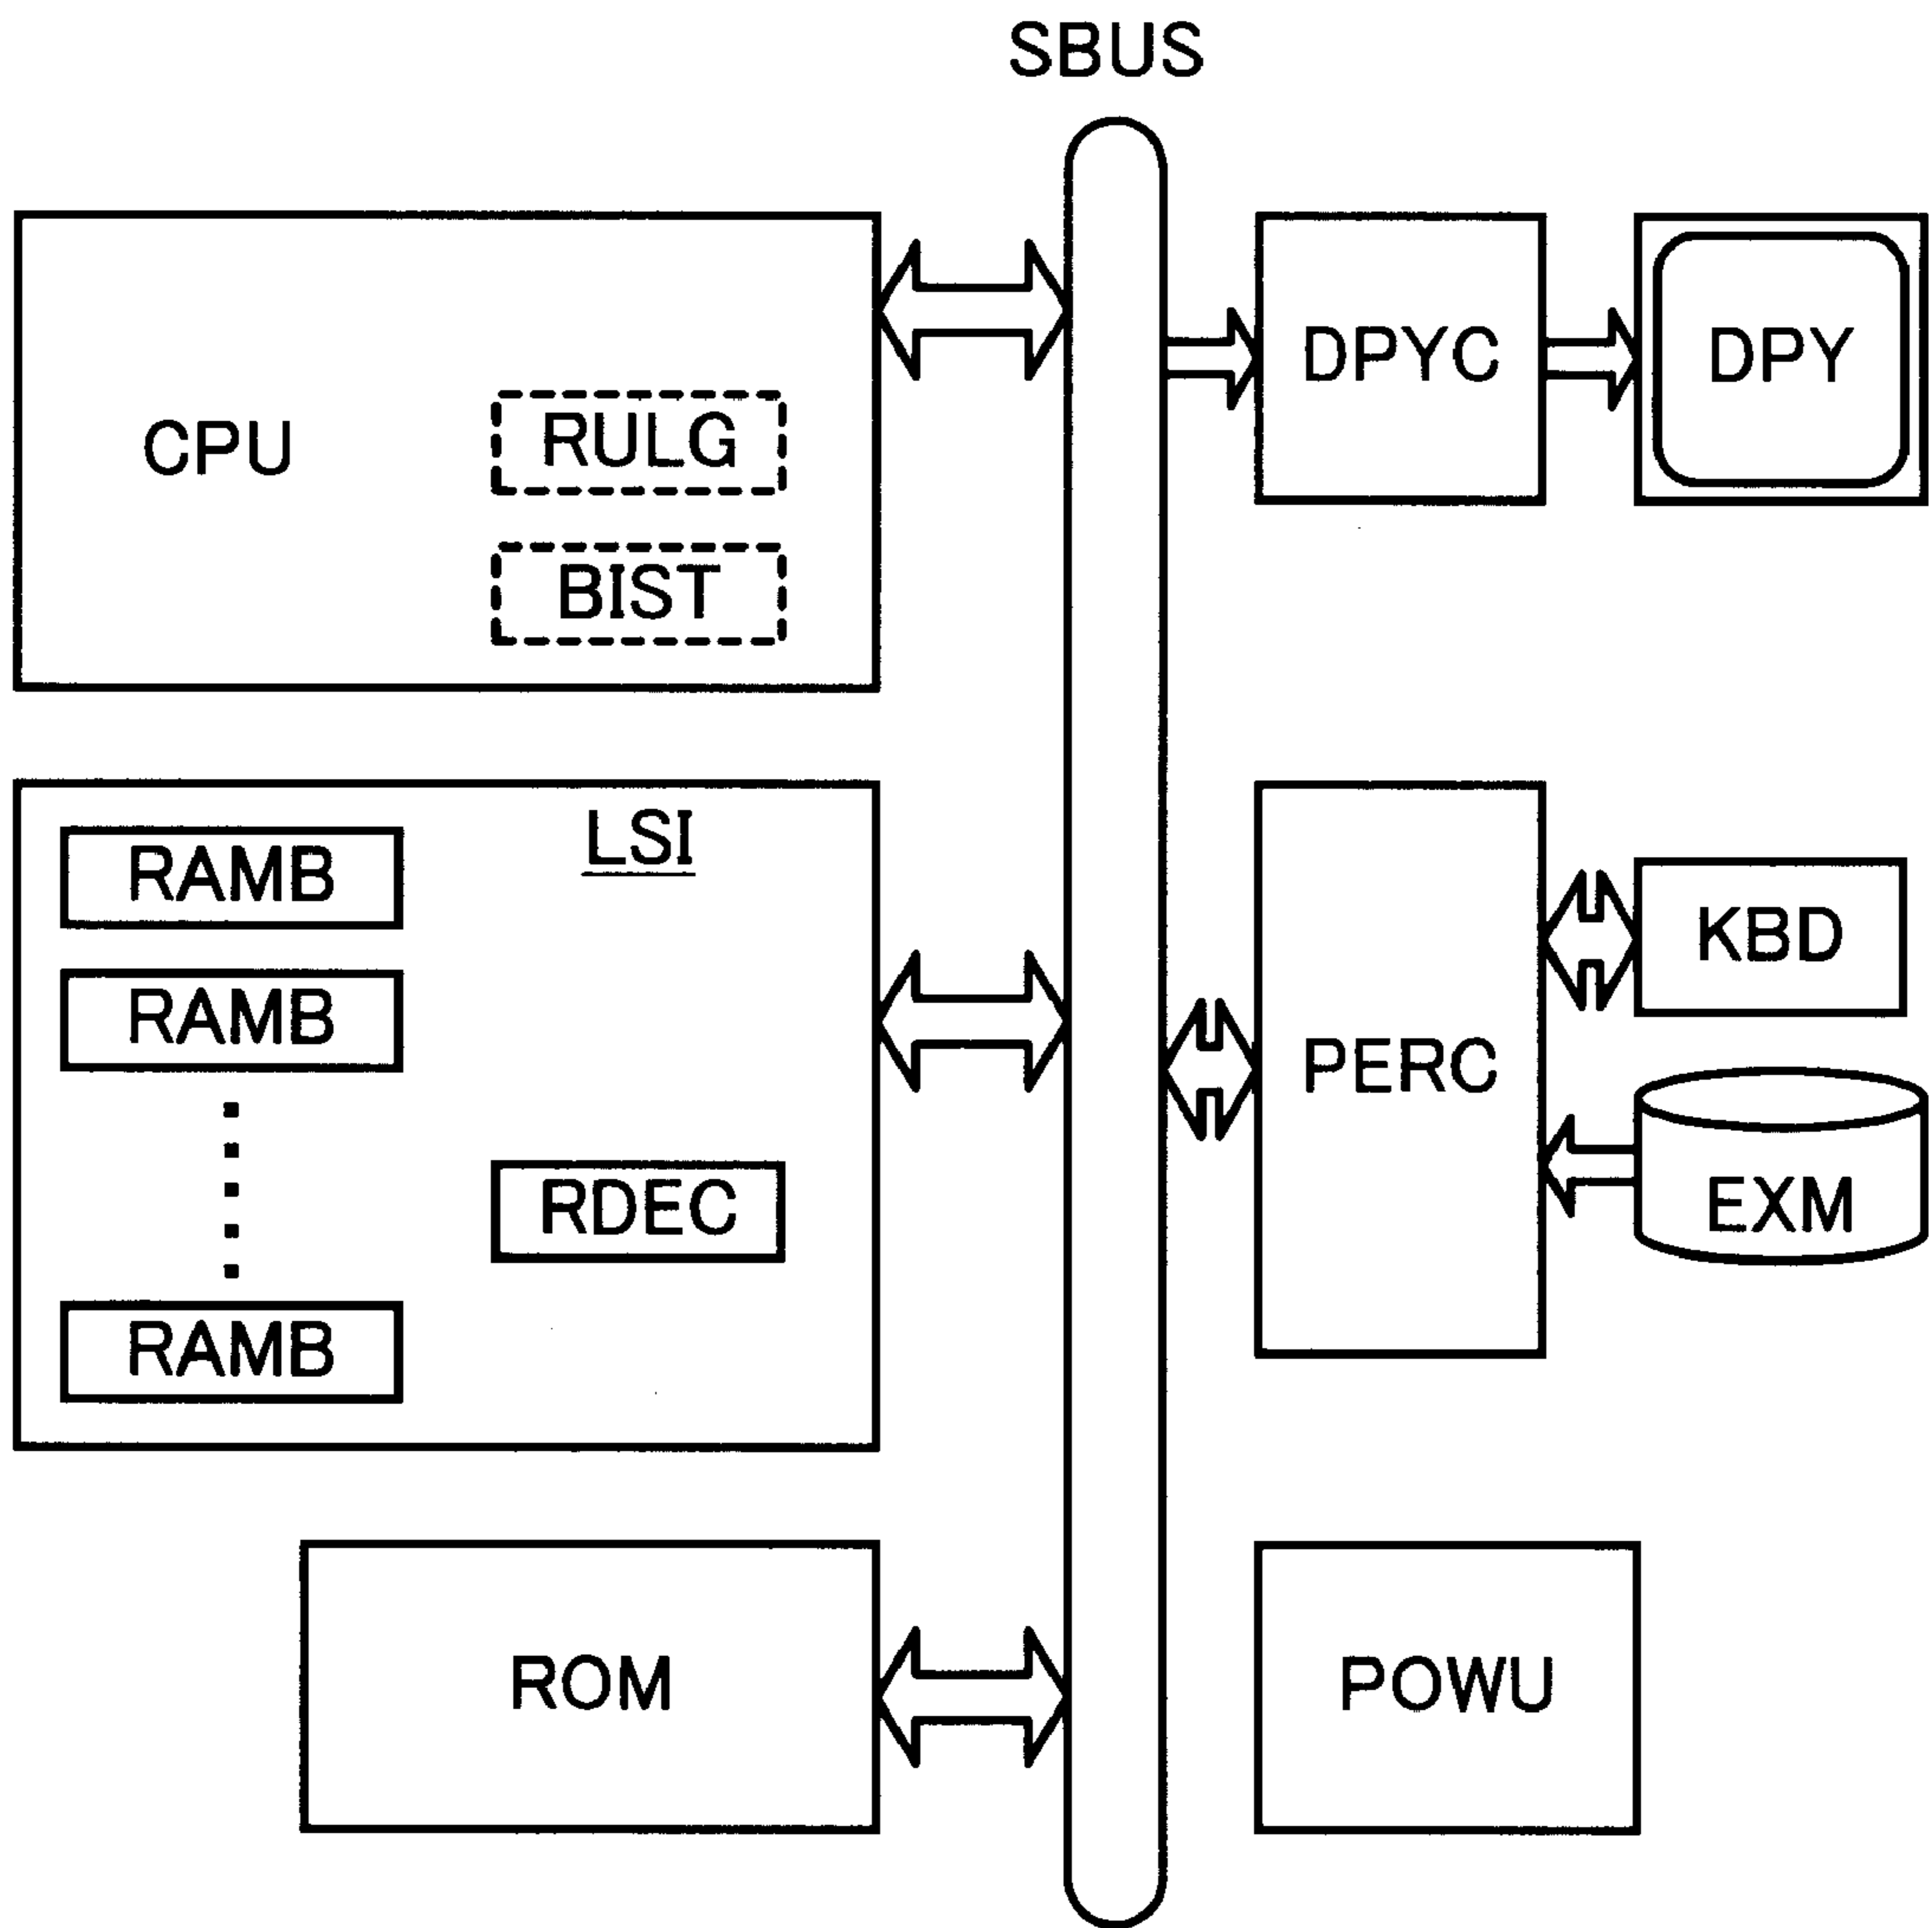 SBUS
CPU
RULG
BIST
DPYC
DPY
LSI
RAMB
RAMB
RAMB
RDEC
PERC
KBD
EXM
ROM
POWU